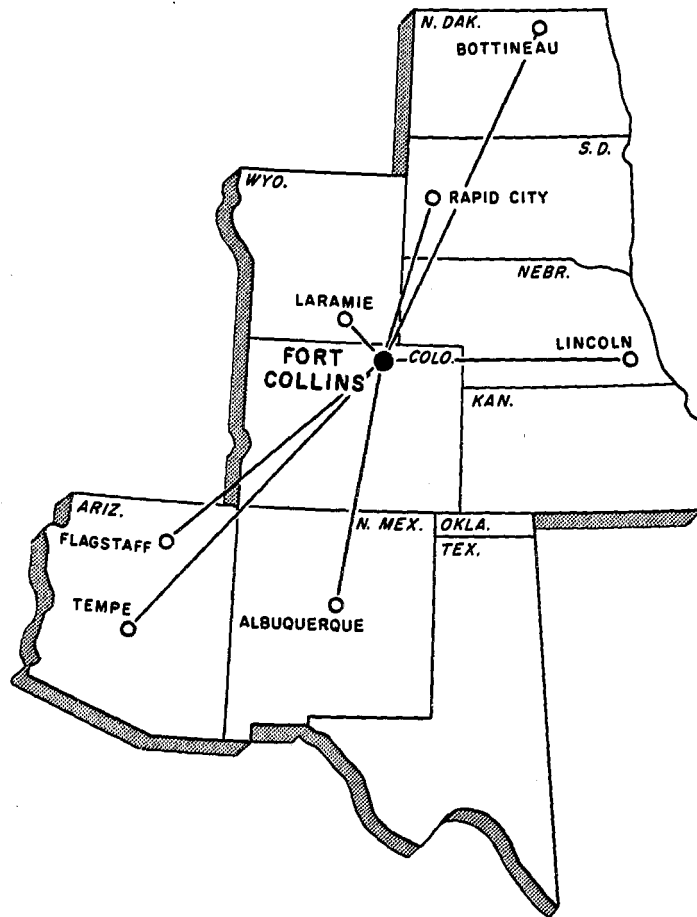 N. DAK.
BOTTINEAU
S. D.
WYO.
RAPID CITY
NEBR.
LARAMIE
LINCOLN
FORT
COLLINS
COLO.
KAN.
ARIZ.
N. MEX.
OKLA.
FLAGSTAFF
TEX.
TEMPE
ALBUQUERQUE